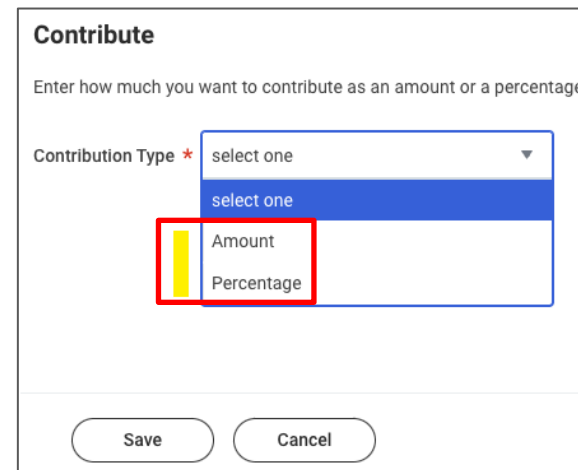 Contribute
Enter how much you want to contribute as an amount or a percentage
Contribution Type * select one
select one
Amount
Percentage
Save Cancel